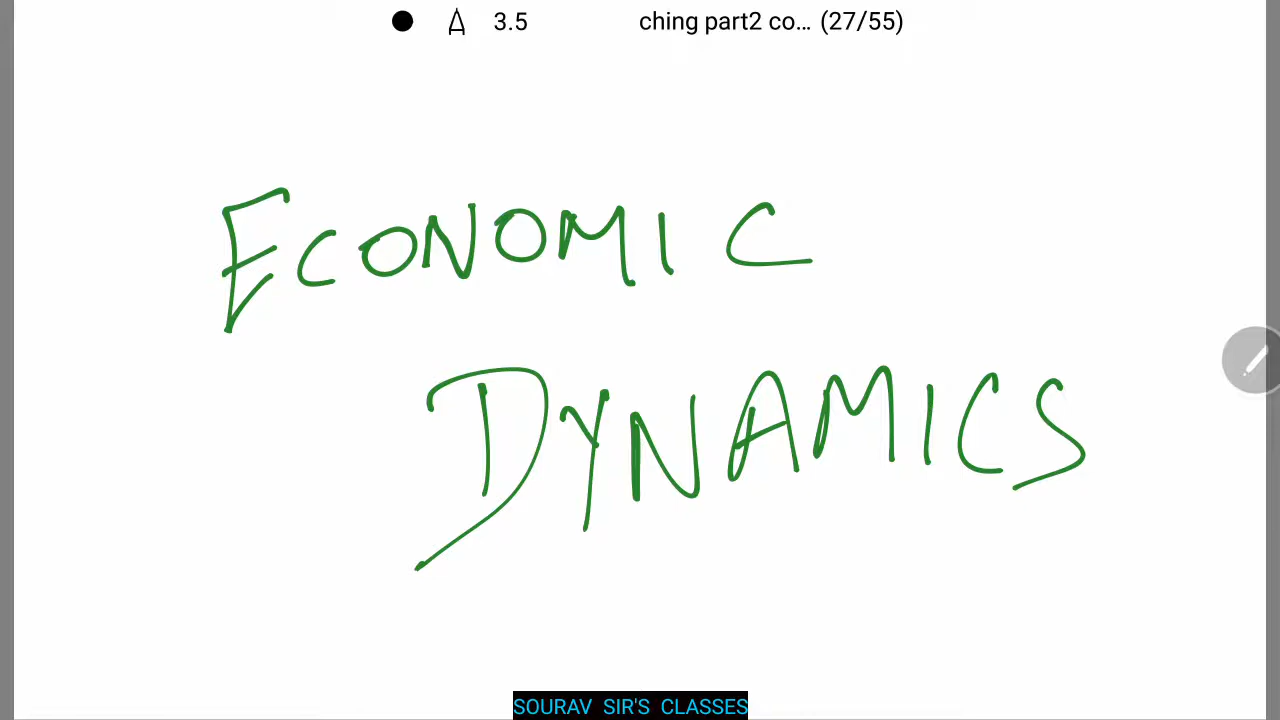 3.5 ching part2 co... (27/55)
ECONOMIC
DYNAMICS
SOURAV SIR'S CLASSES